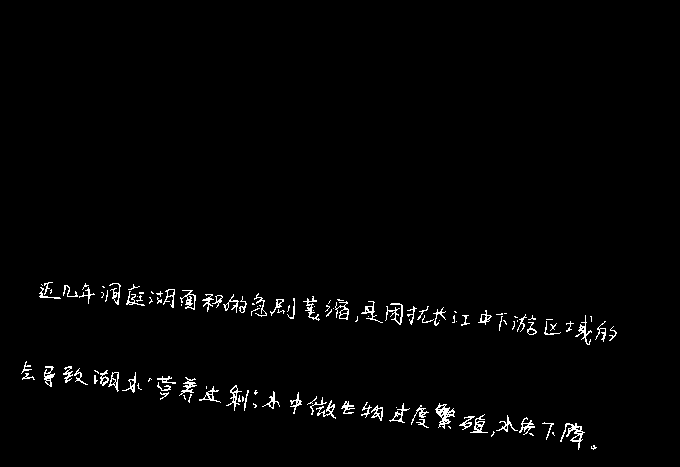 近几年洞庭湖面积的急剧萎缩,是困扰长江中下游区域的
会导致湖水“营养过剩”,水中微生物过度繁殖,水质下降。